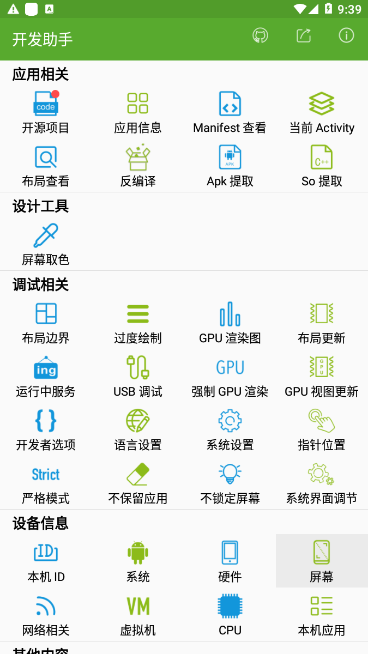 9:39
开发助手
应用相关
code
开源项目 应用信息 Manifest 查看 当前 Activity
布局查看 反编译 Apk 提取 So 提取
设计工具
屏幕取色
调试相关
布局边界 过度绘制 GPU 渲染图 布局更新
ing GPU
运行中服务 USB 调试 强制 GPU 渲染 GPU 视图更新
开发者选项 语言设置 系统设置 指针位置
Strict
严格模式 不保留应用 不锁定屏幕 系统界面调节
设备信息
ID
本机 ID 系统 硬件 屏幕
VM
网络相关 虚拟机 CPU 本机应用
其他内容